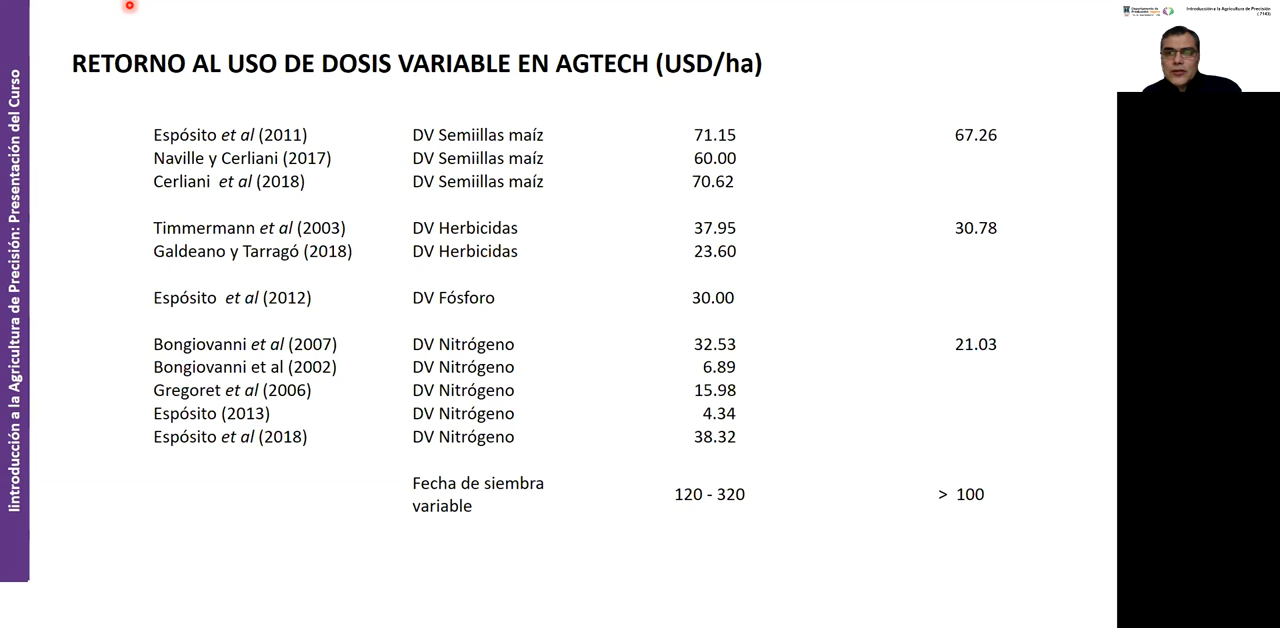 Departamento de
Producción Vegetal
Introducción a la Agricultura de Precisión
(7143)
RETORNO AL USO DE DOSIS VARIABLE EN AGTECH (USD/ha)
Iintroducción a la Agricultura de Precisión: Presentación del Curso
Espósito et al (2011) DV Semiillas maíz 71.15 67.26
Naville y Cerliani (2017) DV Semiillas maíz 60.00
Cerliani et al (2018) DV Semiillas maíz 70.62
Timmermann et al (2003) DV Herbicidas 37.95 30.78
Galdeano y Tarragó (2018) DV Herbicidas 23.60
Espósito et al (2012) DV Fósforo 30.00
Bongiovanni et al (2007) DV Nitrógeno 32.53 21.03
Bongiovanni et al (2002) DV Nitrógeno 6.89
Gregoret et al (2006) DV Nitrógeno 15.98
Espósito (2013) DV Nitrógeno 4.34
Espósito et al (2018) DV Nitrógeno 38.32
Fecha de siembra
variable 120 - 320 > 100